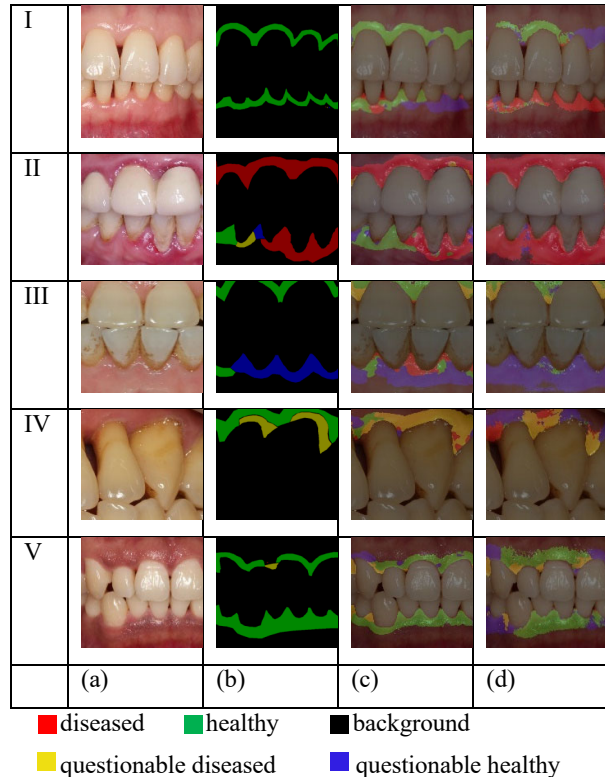 I
II
III
IV
V
(a) (b) (c) (d)
diseased healthy background
questionable diseased questionable healthy